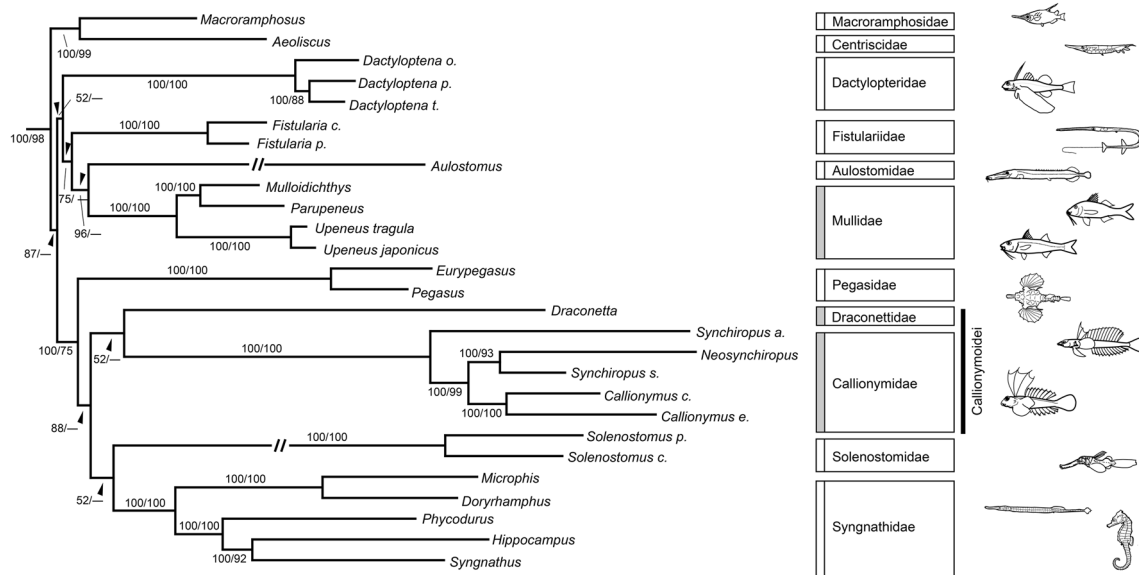 Macroramphosus
Macroramphosidae
Aeoliscus
Centriscidae
100/99
Dactyloptena o.
100/100
Dactyloptena p.
Dactylopteridae
52/—
100/88
Dactyloptena t.
100/100
Fistularia c.
100/98
Fistulariidae
Fistularia p.
Aulostomus
Aulostomidae
100/100
Mulloidichthys
75/—
100/100
Parupeneus
Mullidae
96/—
Upeneus tragula
100/100
Upeneus japonicus
87/—
100/100
Eurypegasus
Pegasidae
Pegasus
Draconetta
Draconettidae
Synchiropus a.
100/75
52/—
100/100
100/93
Neosynchiropus
Synchiropus s.
Callionymidae
Callionymoidei
100/99
Callionymus c.
100/100
Callionymus e.
88/—
100/100
Solenostomus p.
Solenostomus c.
Solenostomidae
Microphis
100/100
52/—
100/100
Doryrhamphus
Phycodurus
100/100
Syngnathidae
Hippocampus
100/92
Syngnathus